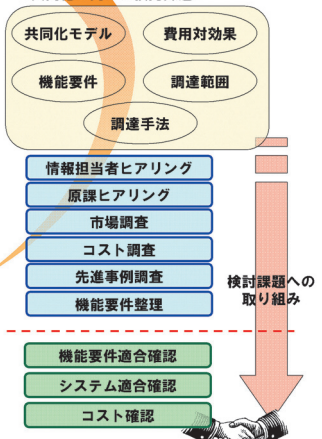 共同化モデル
費用対効果
機能要件
調達範囲
調達手法
情報担当者ヒアリング
原課ヒアリング
市場調査
コスト調査
先進事例調査
機能要件整理
検討課題への
取り組み
機能要件適合確認
システム適合確認
コスト確認